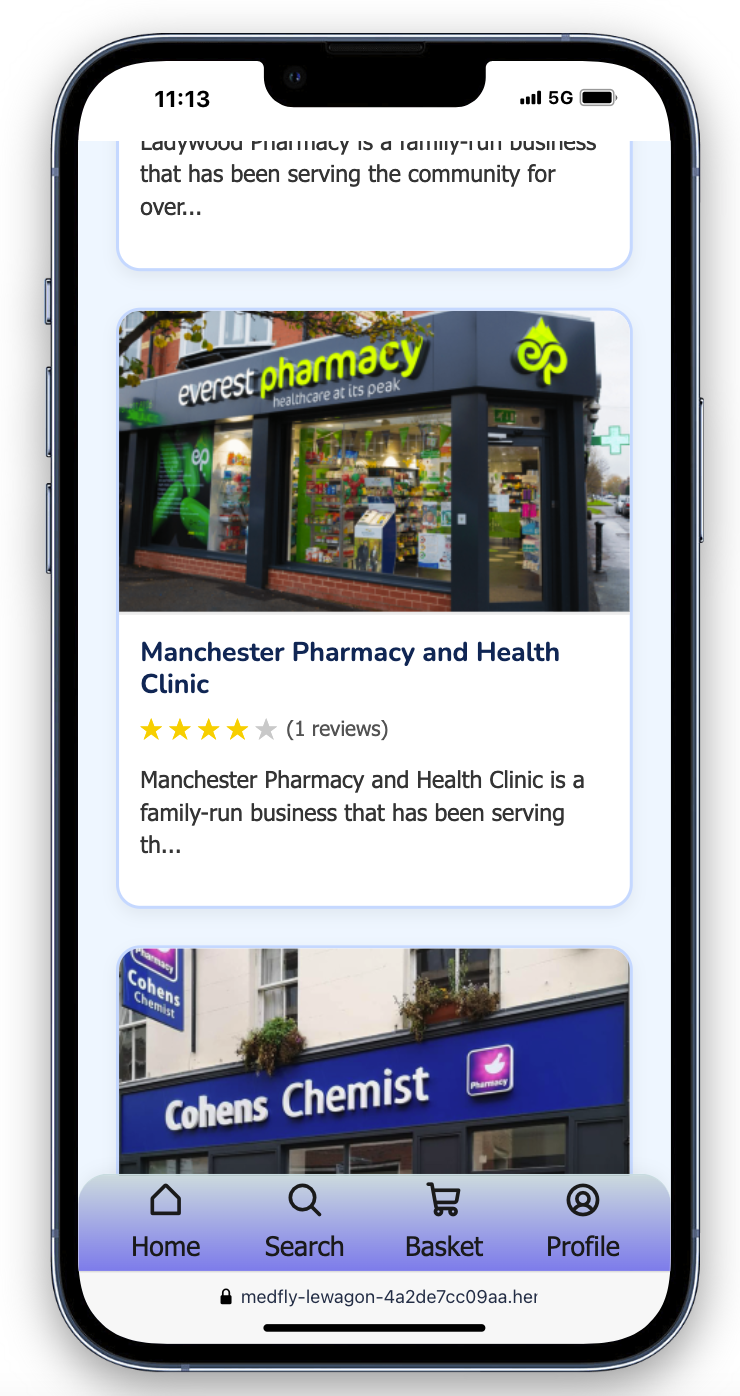 11:13
5G
Ladywood Pharmacy is a family-run business
that has been serving the community for
over...
everest pharmacy
healthcare at its peak
ep
ep
Manchester Pharmacy and Health
Clinic
(1 reviews)
Manchester Pharmacy and Health Clinic is a
family-run business that has been serving
th...
Pharmacy
Cohens
Chemist
Cohens Chemist
Pharmacy
Home
Search
Basket
Profile
medfly-lewagon-4a2de7cc09aa.her